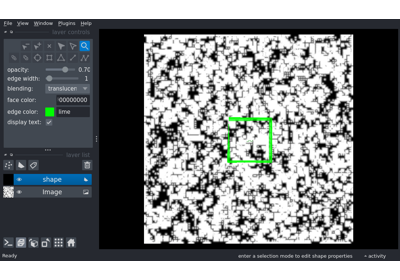 File View Window Plugins Help
layer controls
opacity: 0.70
edge width: 1
blending: translucen
face color: 00000000
edge color: lime
display text:
layer list
shape
Image
Ready enter a selection mode to edit shape properties activity